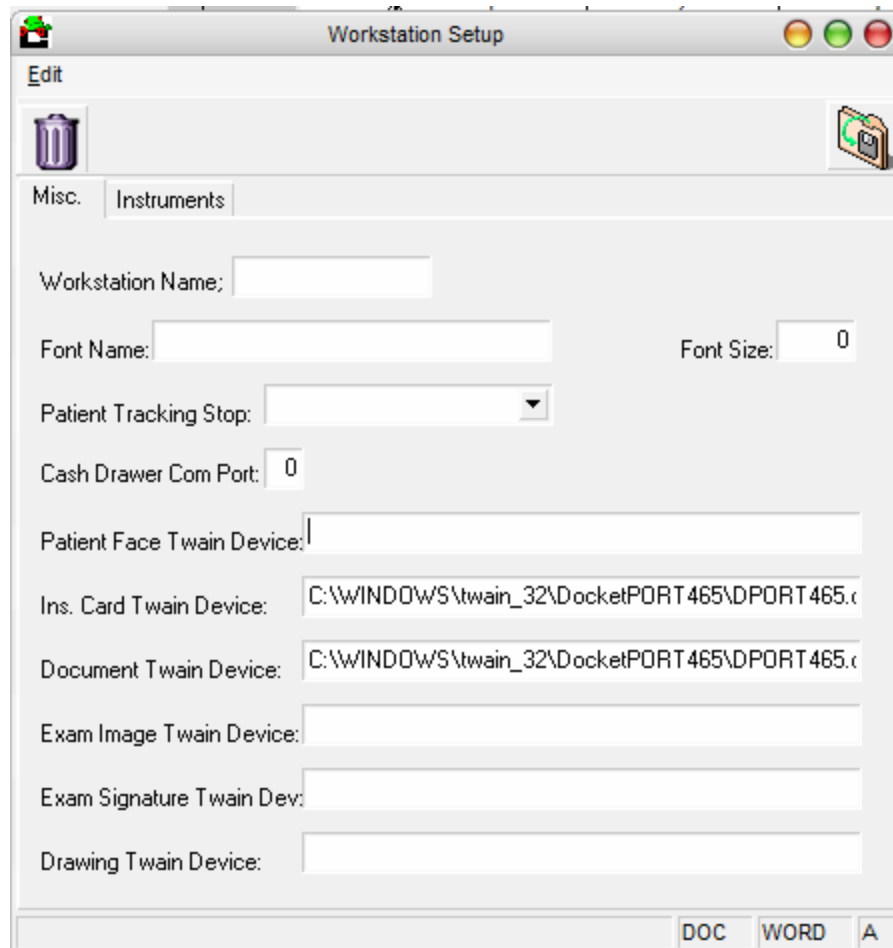 Workstation Setup
Edit
Misc. Instruments
Workstation Name;
Font Name: Font Size: 0
Patient Tracking Stop:
Cash Drawer Com Port: 0
Patient Face Twain Device:
Ins. Card Twain Device: C:\WINDOWS\twain_32\DocketPORT465\DPORT465.
Document Twain Device: C:\WINDOWS\twain_32\DocketPORT465\DPORT465.
Exam Image Twain Device:
Exam Signature Twain Dev:
Drawing Twain Device:
DOC WORD A